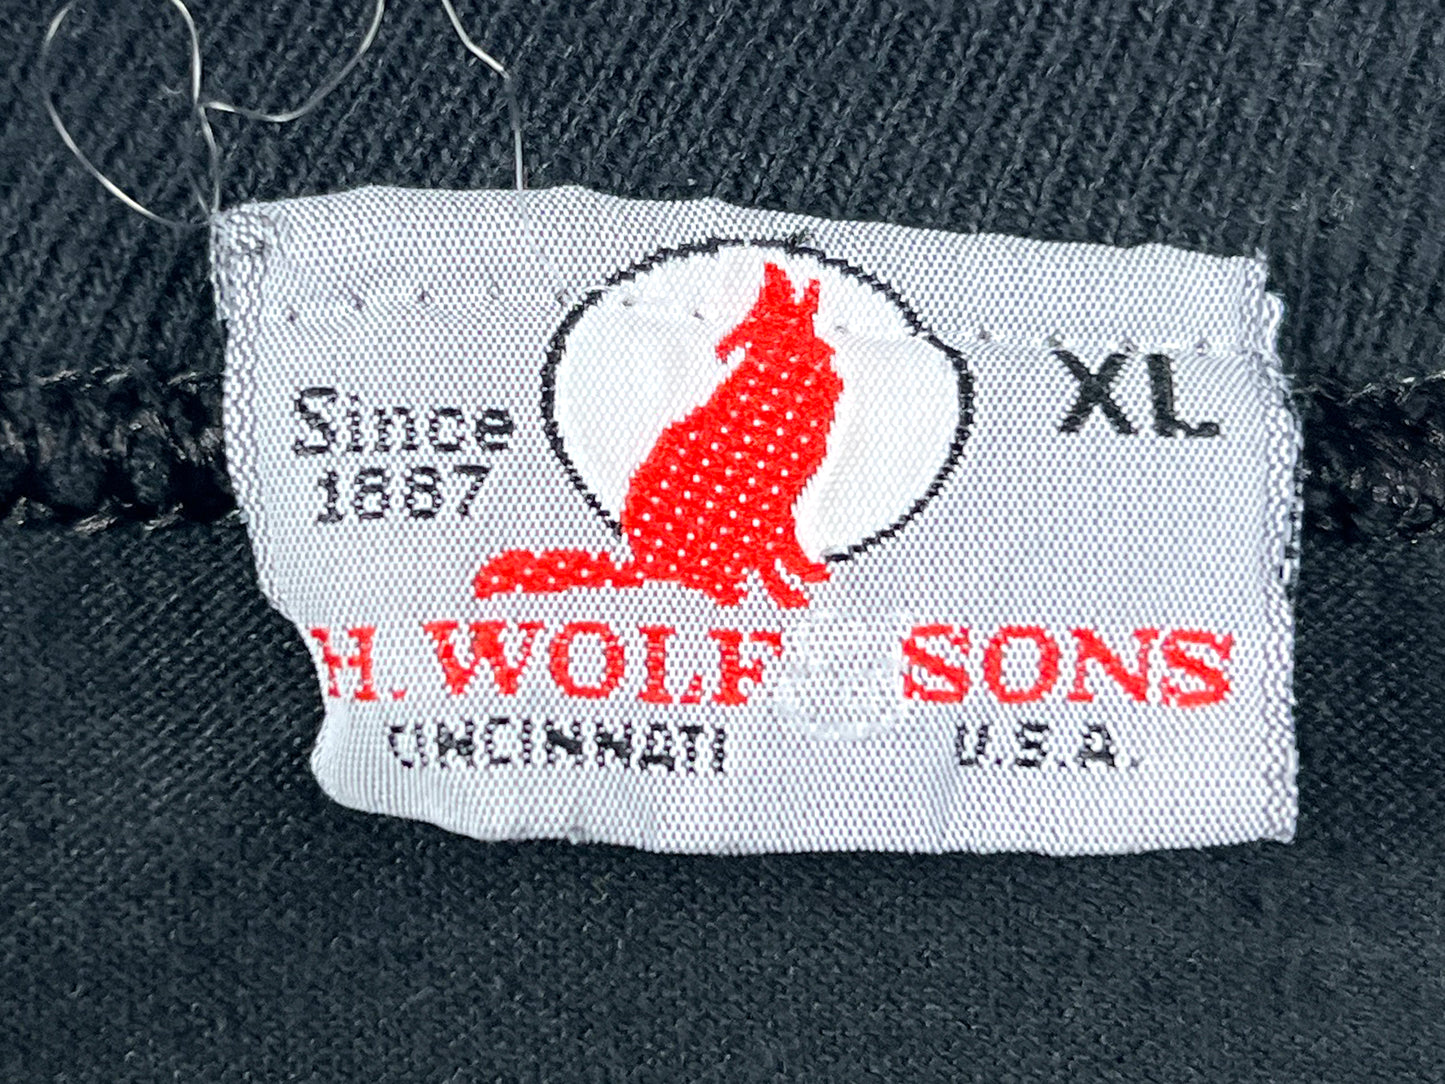 Since
1887
XL
H. WOLF SONS
CINCINNATI U.S.A.